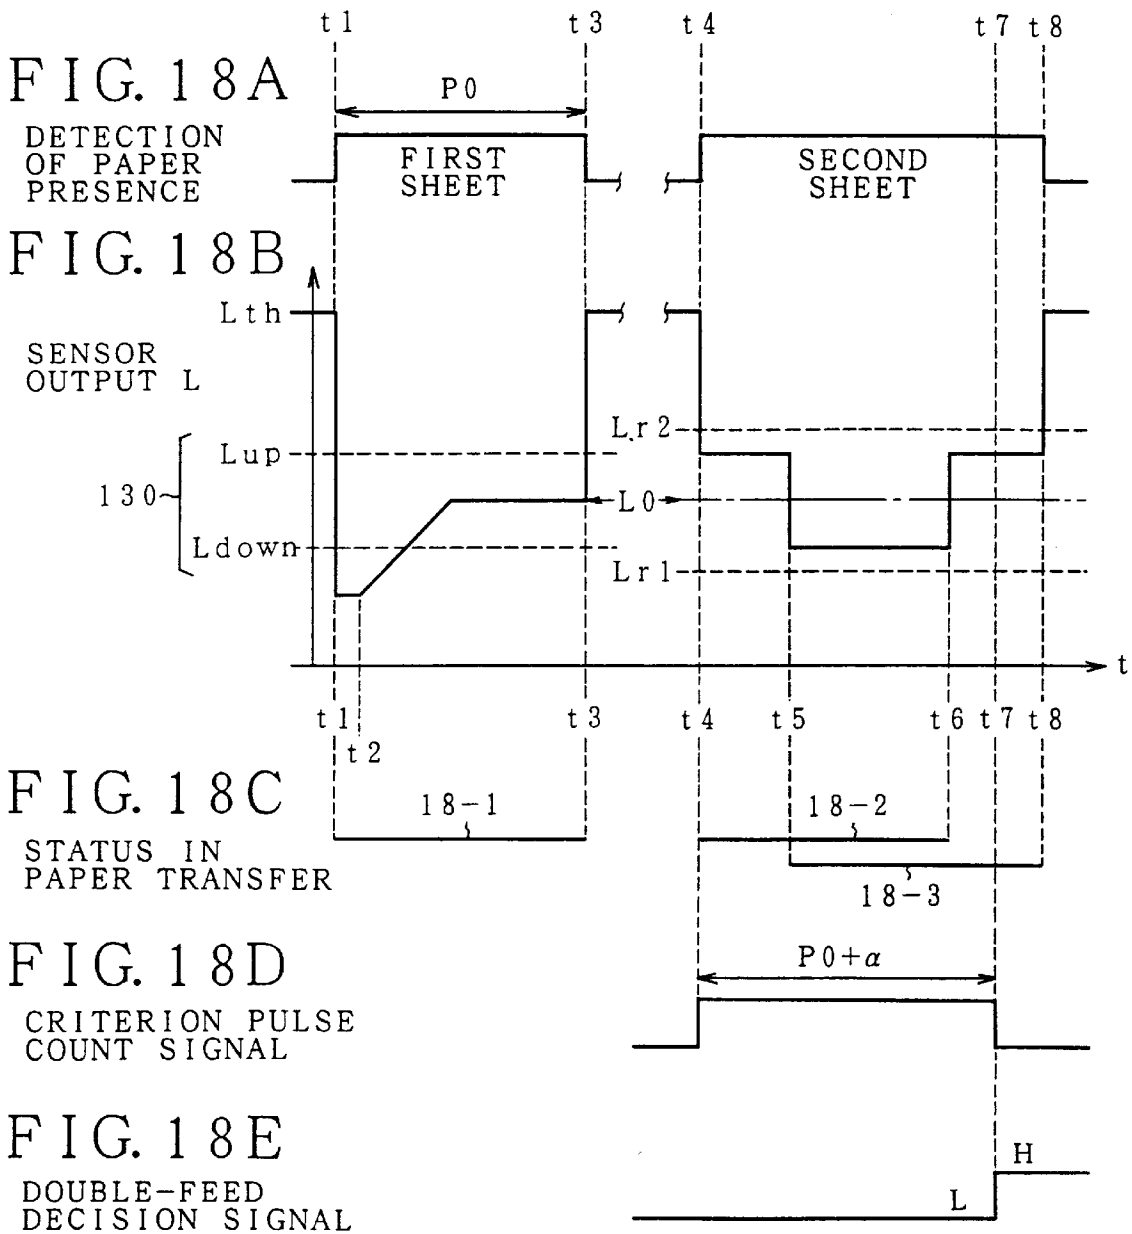 t1 t3 t4 t7 t8
FIG. 18A
P0
DETECTION
OF PAPER
PRESENCE
FIRST
SHEET
SECOND
SHEET
FIG. 18B
Lth
SENSOR
OUTPUT L
Lr2
Lup
130
L0
Ldown
Lr1
t
t1 t3 t4 t5 t6 t7 t8
t2
FIG. 18C
18-1
18-2
STATUS IN
PAPER TRANSFER
18-3
FIG. 18D
P0+α
CRITERION PULSE
COUNT SIGNAL
FIG. 18E
H
DOUBLE-FEED
DECISION SIGNAL
L